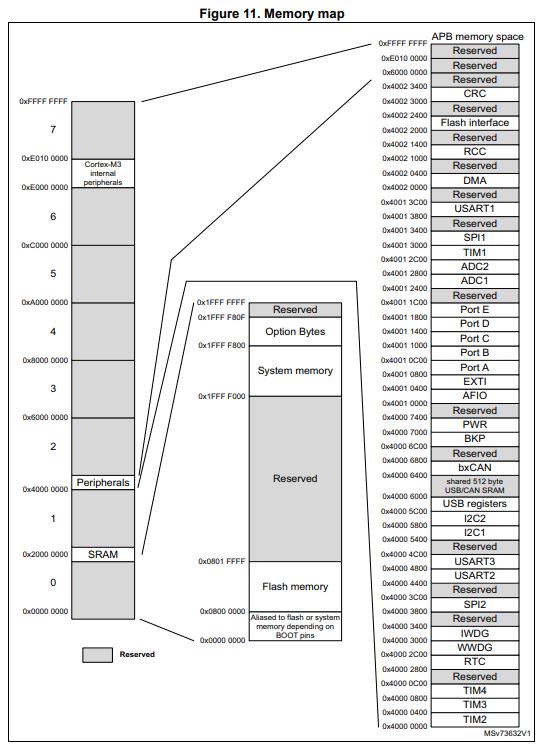 Figure 11. Memory map
0xFFFF FFFF
7
0xE010 0000
Cortex-M3
internal
peripherals
0xE000 0000
6
0xC000 0000
5
0xA000 0000
4
0x8000 0000
3
0x6000 0000
2
Peripherals
0x4000 0000
1
0x2000 0000
SRAM
0
0x0000 0000
Reserved
0x1FFF FFFF
Reserved
0x1FFF F80F
Option Bytes
0x1FFF F800
System memory
0x1FFF F000
Reserved
0x0801 FFFF
Flash memory
0x0800 0000
Aliased to flash or system
memory depending on
BOOT pins
0x0000 0000
APB memory space
0xFFFF FFFF
Reserved
0xE010 0000
Reserved
0x6000 0000
Reserved
0x4002 3400
CRC
0x4002 3000
Reserved
0x4002 2400
Flash interface
0x4002 2000
Reserved
0x4002 1400
RCC
0x4002 1000
Reserved
0x4002 0400
DMA
0x4002 0000
Reserved
0x4001 3C00
USART1
0x4001 3800
Reserved
0x4001 3400
SPI1
0x4001 3000
TIM1
0x4001 2C00
ADC2
0x4001 2800
ADC1
0x4001 2400
Reserved
0x4001 1C00
Port E
0x4001 1800
Port D
0x4001 1400
Port C
0x4001 1000
Port B
0x4001 0C00
Port A
0x4001 0800
EXTI
0x4001 0400
AFIO
0x4001 0000
Reserved
0x4000 7400
PWR
0x4000 7000
BKP
0x4000 6C00
Reserved
0x4000 6800
bxCAN
0x4000 6400
shared 512 byte
USB/CAN SRAM
0x4000 6000
USB registers
0x4000 5C00
I2C2
0x4000 5800
I2C1
0x4000 5400
Reserved
0x4000 4C00
USART3
0x4000 4800
USART2
0x4000 4400
Reserved
0x4000 3C00
SPI2
0x4000 3800
Reserved
0x4000 3400
IWDG
0x4000 3000
WWDG
0x4000 2C00
RTC
0x4000 2800
Reserved
0x4000 0C00
TIM4
0x4000 0800
TIM3
0x4000 0400
TIM2
0x4000 0000
MSv73632V1